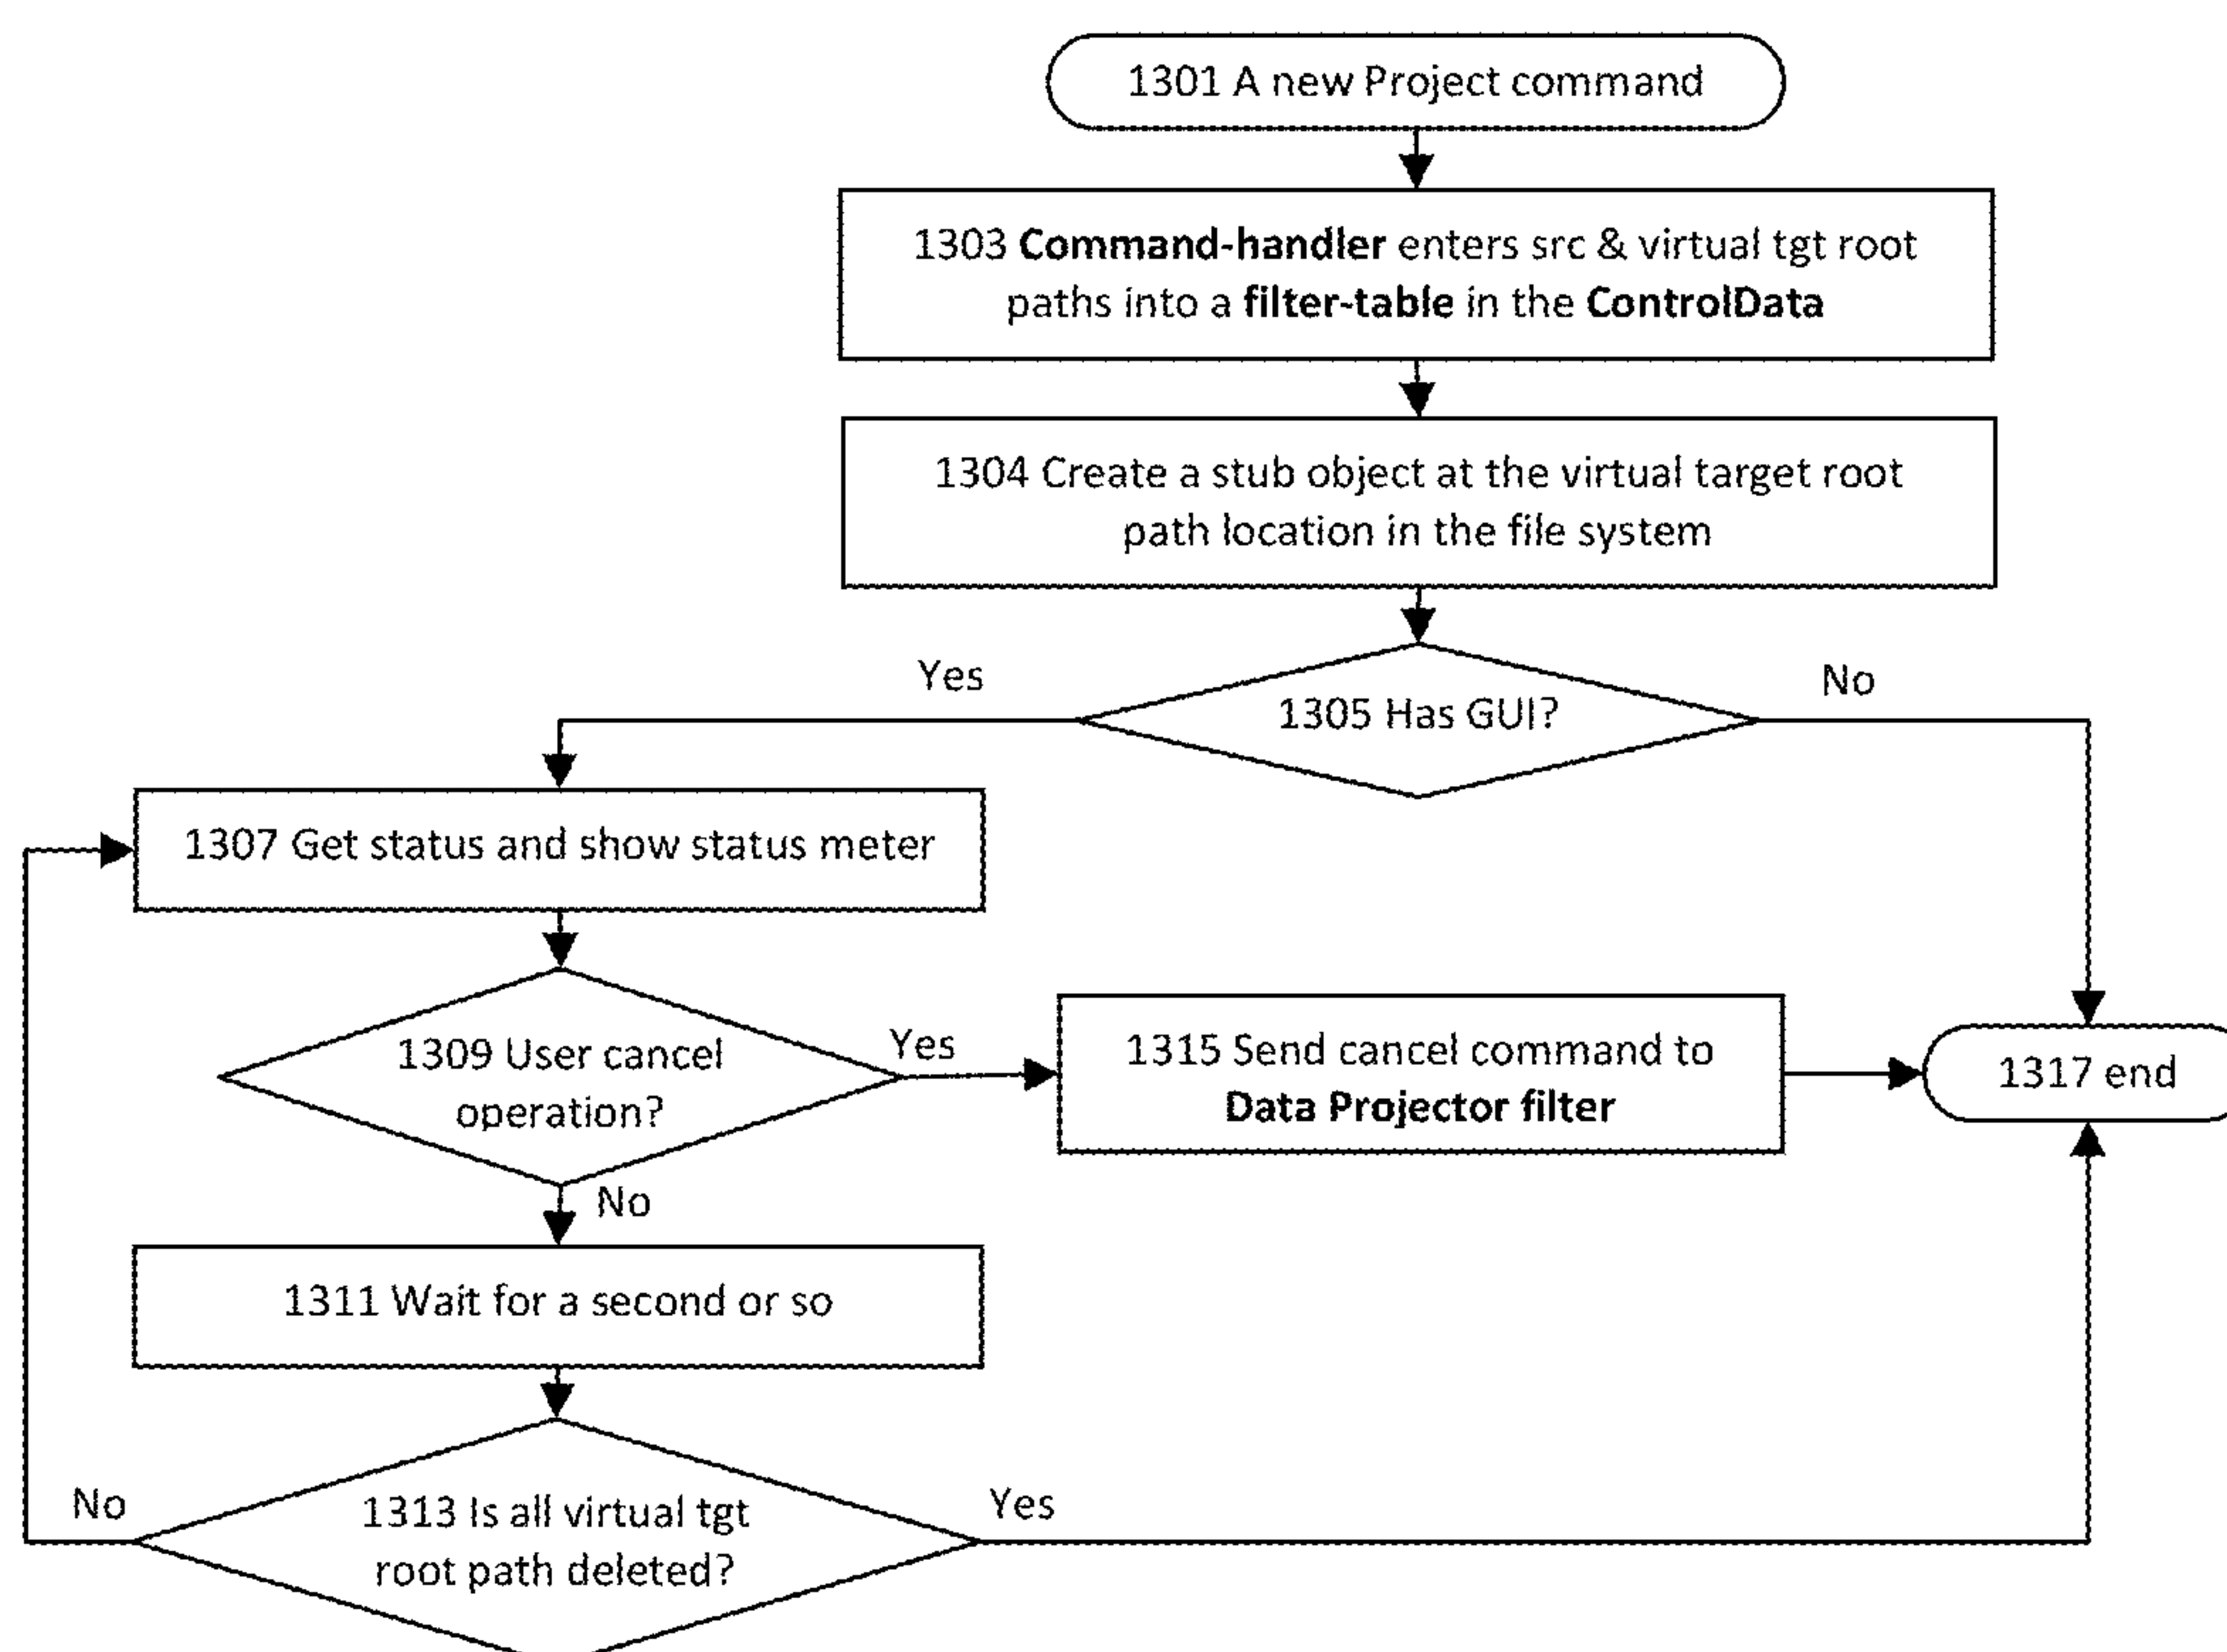 1301 A new Project command
1303 Command-handler enters src & virtual tgt root
paths into a filter-table in the ControlData
1304 Create a stub object at the virtual target root
path location in the file system
Yes
1305 Has GUI?
No
1307 Get status and show status meter
1309 User cancel
operation?
Yes
1315 Send cancel command to
Data Projector filter
1317 end
No
1311 Wait for a second or so
No
1313 Is all virtual tgt
root path deleted?
Yes